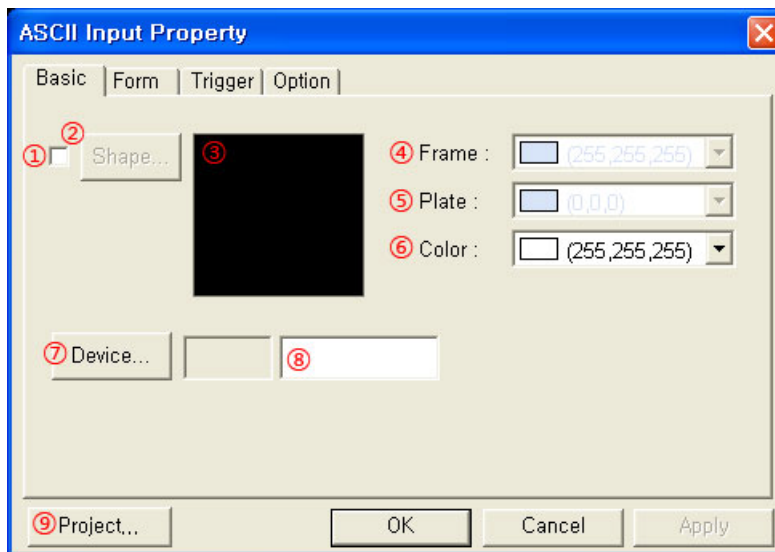 ASCII Input Property
Basic Form Trigger Option
① ② Shape... ③ ④ Frame : (255,255,255)
⑤ Plate : (0,0,0)
⑥ Color : (255,255,255)
⑦ Device... ⑧
⑨ Project,,, OK Cancel Apply